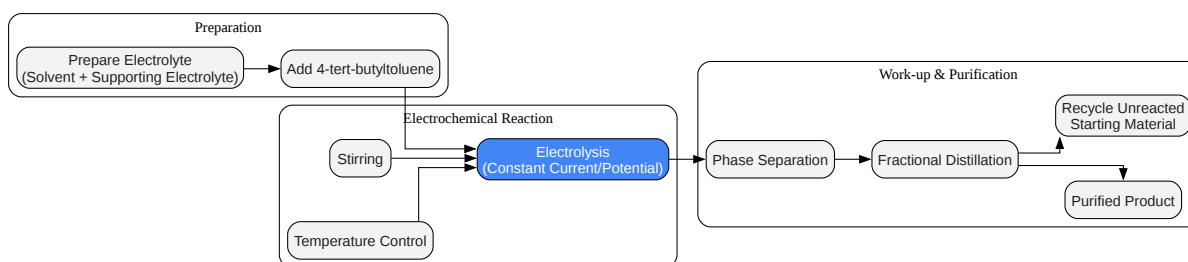 Preparation
Prepare Electrolyte
(Solvent + Supporting Electrolyte)
Add 4-tert-butyltoluene
Electrochemical Reaction
Stirring
Electrolysis
(Constant Current/Potential)
Temperature Control
Work-up & Purification
Phase Separation
Fractional Distillation
Recycle Unreacted
Starting Material
Purified Product